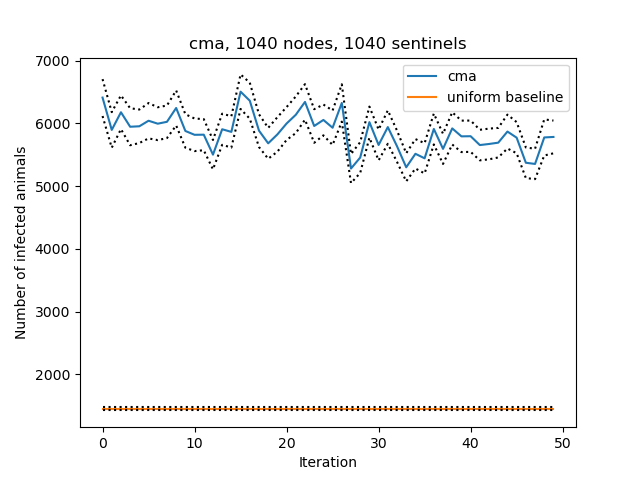 cma, 1040 nodes, 1040 sentinels
7000
6000
5000
4000
3000
2000
Number of infected animals
cma
uniform baseline
0 10 20 30 40 50
Iteration